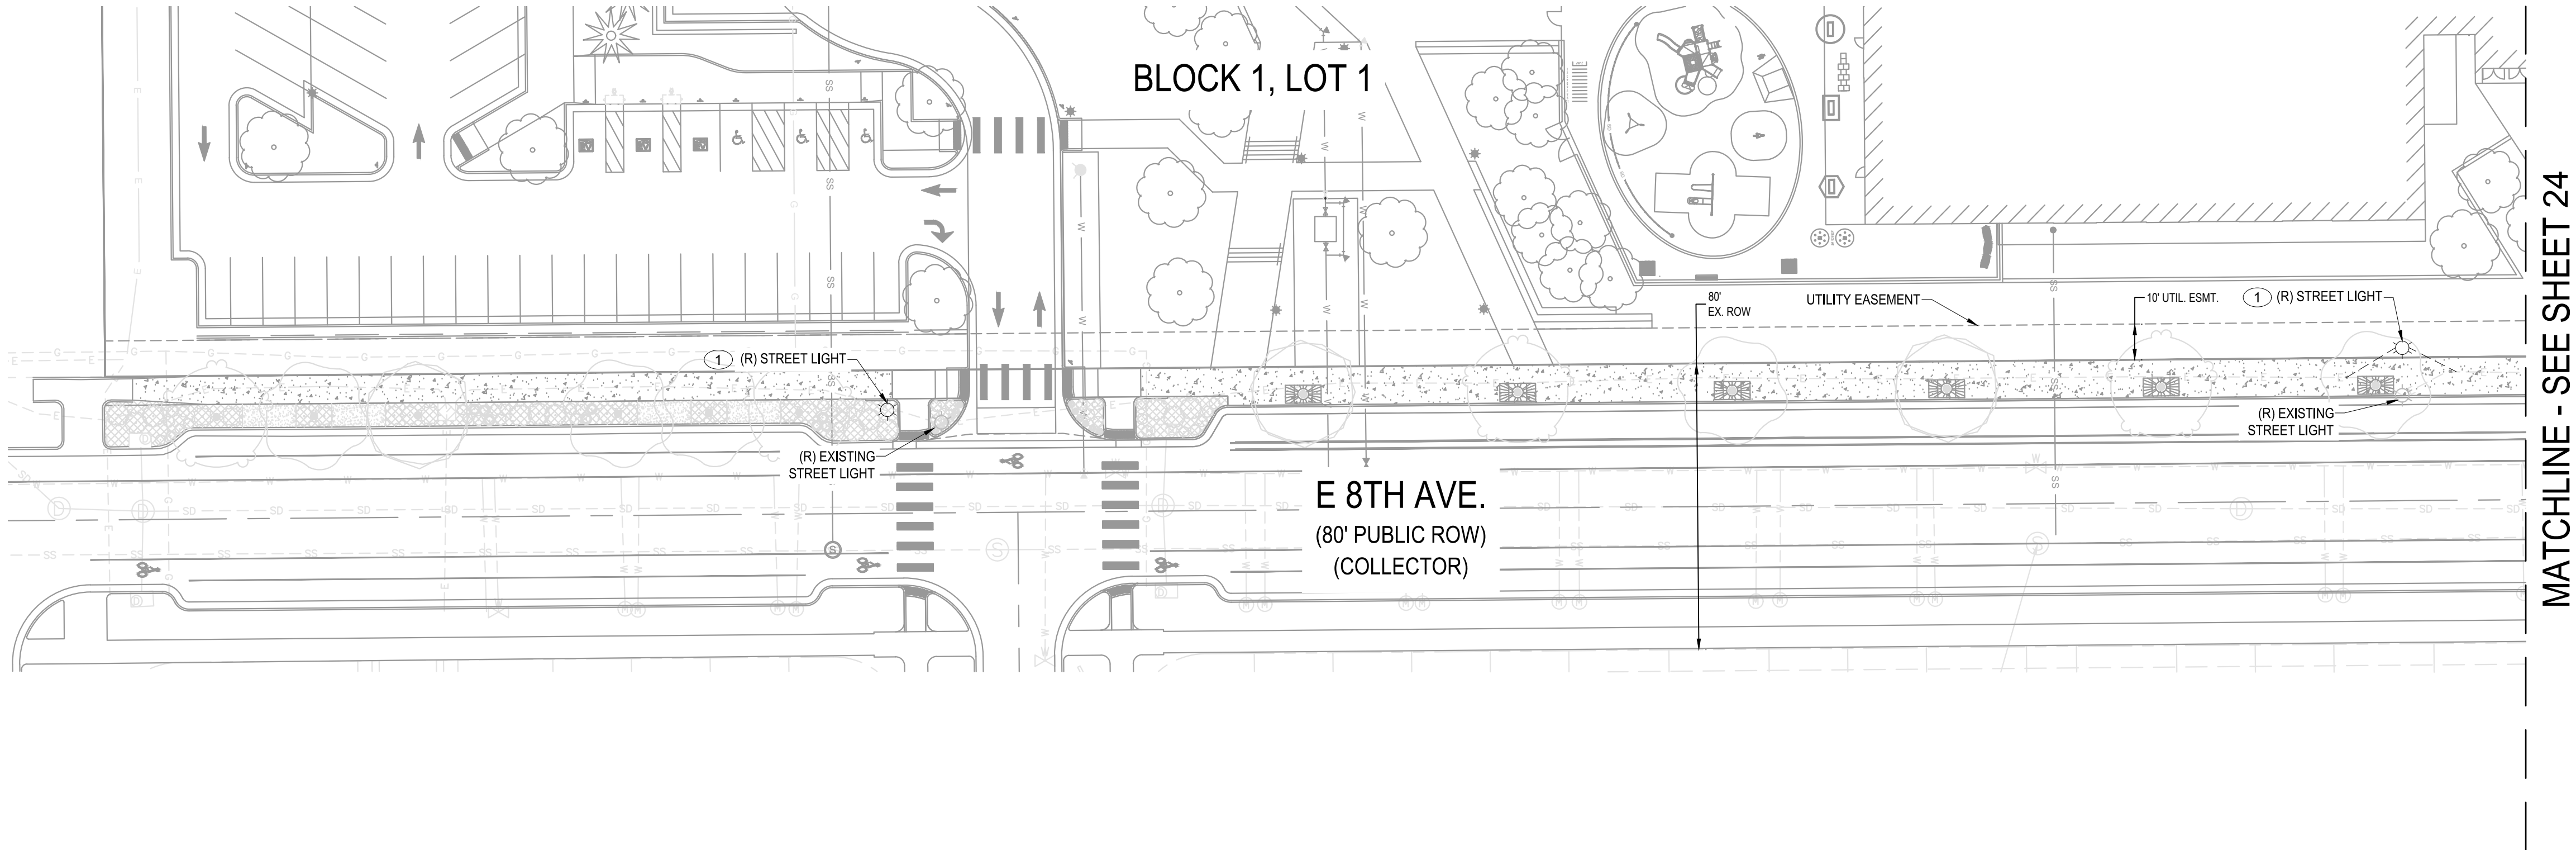 BLOCK 1, LOT 1
80'
EX. ROW
UTILITY EASEMENT
10' UTIL. ESMT.
1 (R) STREET LIGHT
1 (R) STREET LIGHT
(R) EXISTING
STREET LIGHT
(R) EXISTING
STREET LIGHT
E 8TH AVE.
(80' PUBLIC ROW)
(COLLECTOR)
MATCHLINE - SEE SHEET 24